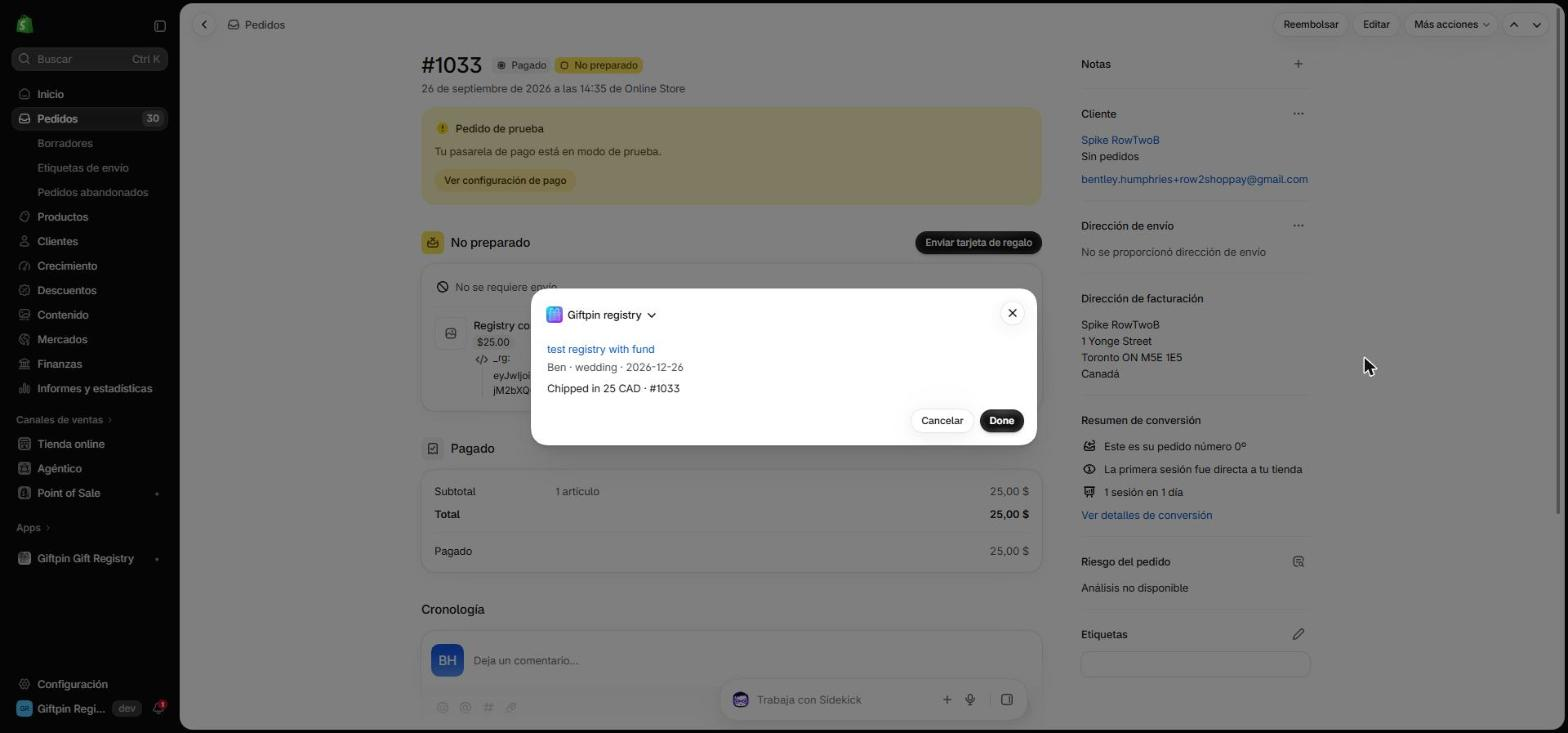 Buscar
Ctrl K
Inicio
Pedidos
30
Borradores
Etiquetas de envío
Pedidos abandonados
Productos
Clientes
Crecimiento
Descuentos
Contenido
Mercados
Finanzas
Informes y estadísticas
Canales de ventas
Tienda online
Agéntico
Point of Sale
Apps
Giftpin Gift Registry
Configuración
GR
Giftpin Regi...
dev
Pedidos
Reembolsar
Editar
Más acciones
#1033
Pagado
No preparado
26 de septiembre de 2026 a las 14:35 de Online Store
Pedido de prueba
Tu pasarela de pago está en modo de prueba.
Ver configuración de pago
No preparado
Enviar tarjeta de regalo
No se requiere envío
Registry co
$25.00
_rg:
eyJwIjoi
jM2bXQ
Giftpin registry
test registry with fund
Ben · wedding · 2026-12-26
Chipped in 25 CAD · #1033
Cancelar
Done
Pagado
Subtotal
1 artículo
25,00 $
Total
25,00 $
Pagado
25,00 $
Cronología
BH
Deja un comentario...
Trabaja con Sidekick
Notas
Cliente
Spike RowTwoB
Sin pedidos
bentley.humphries+row2shoppay@gmail.com
Dirección de envío
No se proporcionó dirección de envío
Dirección de facturación
Spike RowTwoB
1 Yonge Street
Toronto ON M5E 1E5
Canadá
Resumen de conversión
Este es su pedido número 0º
La primera sesión fue directa a tu tienda
1 sesión en 1 día
Ver detalles de conversión
Riesgo del pedido
Análisis no disponible
Etiquetas